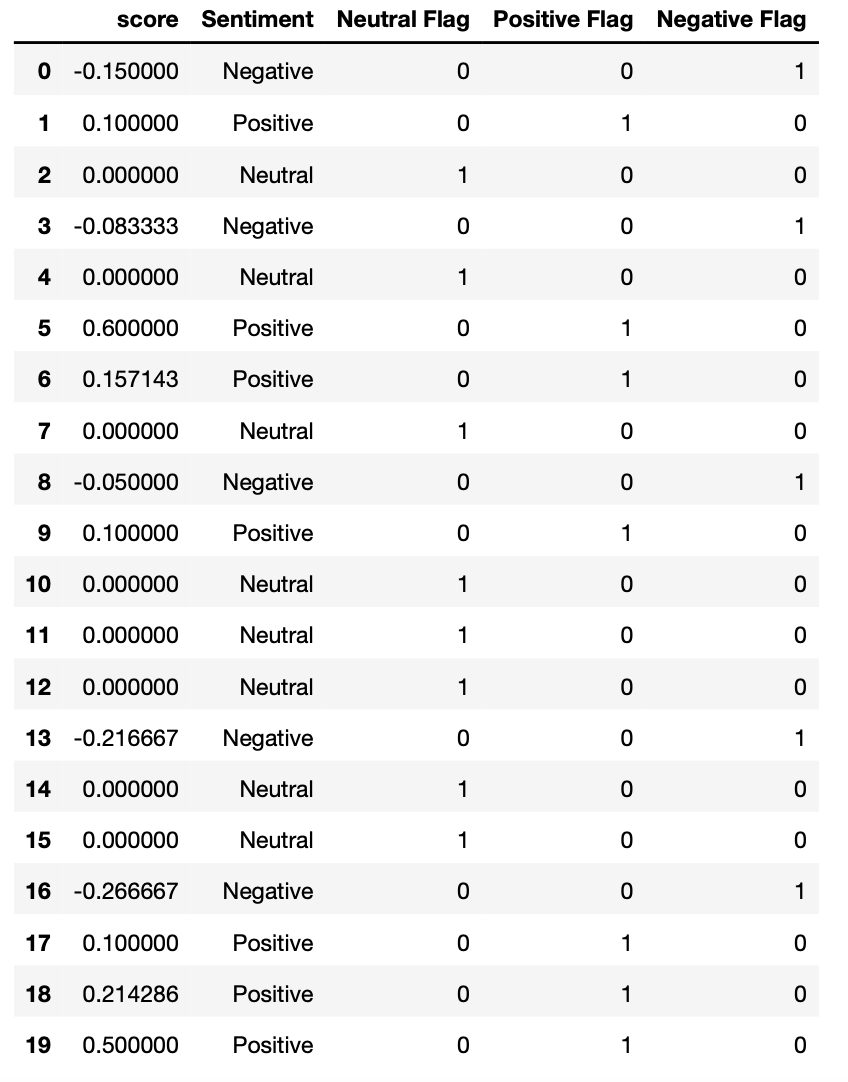 score Sentiment Neutral Flag Positive Flag Negative Flag
0 -0.150000 Negative 0 0 1
1 0.100000 Positive 0 1 0
2 0.000000 Neutral 1 0 0
3 -0.083333 Negative 0 0 1
4 0.000000 Neutral 1 0 0
5 0.600000 Positive 0 1 0
6 0.157143 Positive 0 1 0
7 0.000000 Neutral 1 0 0
8 -0.050000 Negative 0 0 1
9 0.100000 Positive 0 1 0
10 0.000000 Neutral 1 0 0
11 0.000000 Neutral 1 0 0
12 0.000000 Neutral 1 0 0
13 -0.216667 Negative 0 0 1
14 0.000000 Neutral 1 0 0
15 0.000000 Neutral 1 0 0
16 -0.266667 Negative 0 0 1
17 0.100000 Positive 0 1 0
18 0.214286 Positive 0 1 0
19 0.500000 Positive 0 1 0